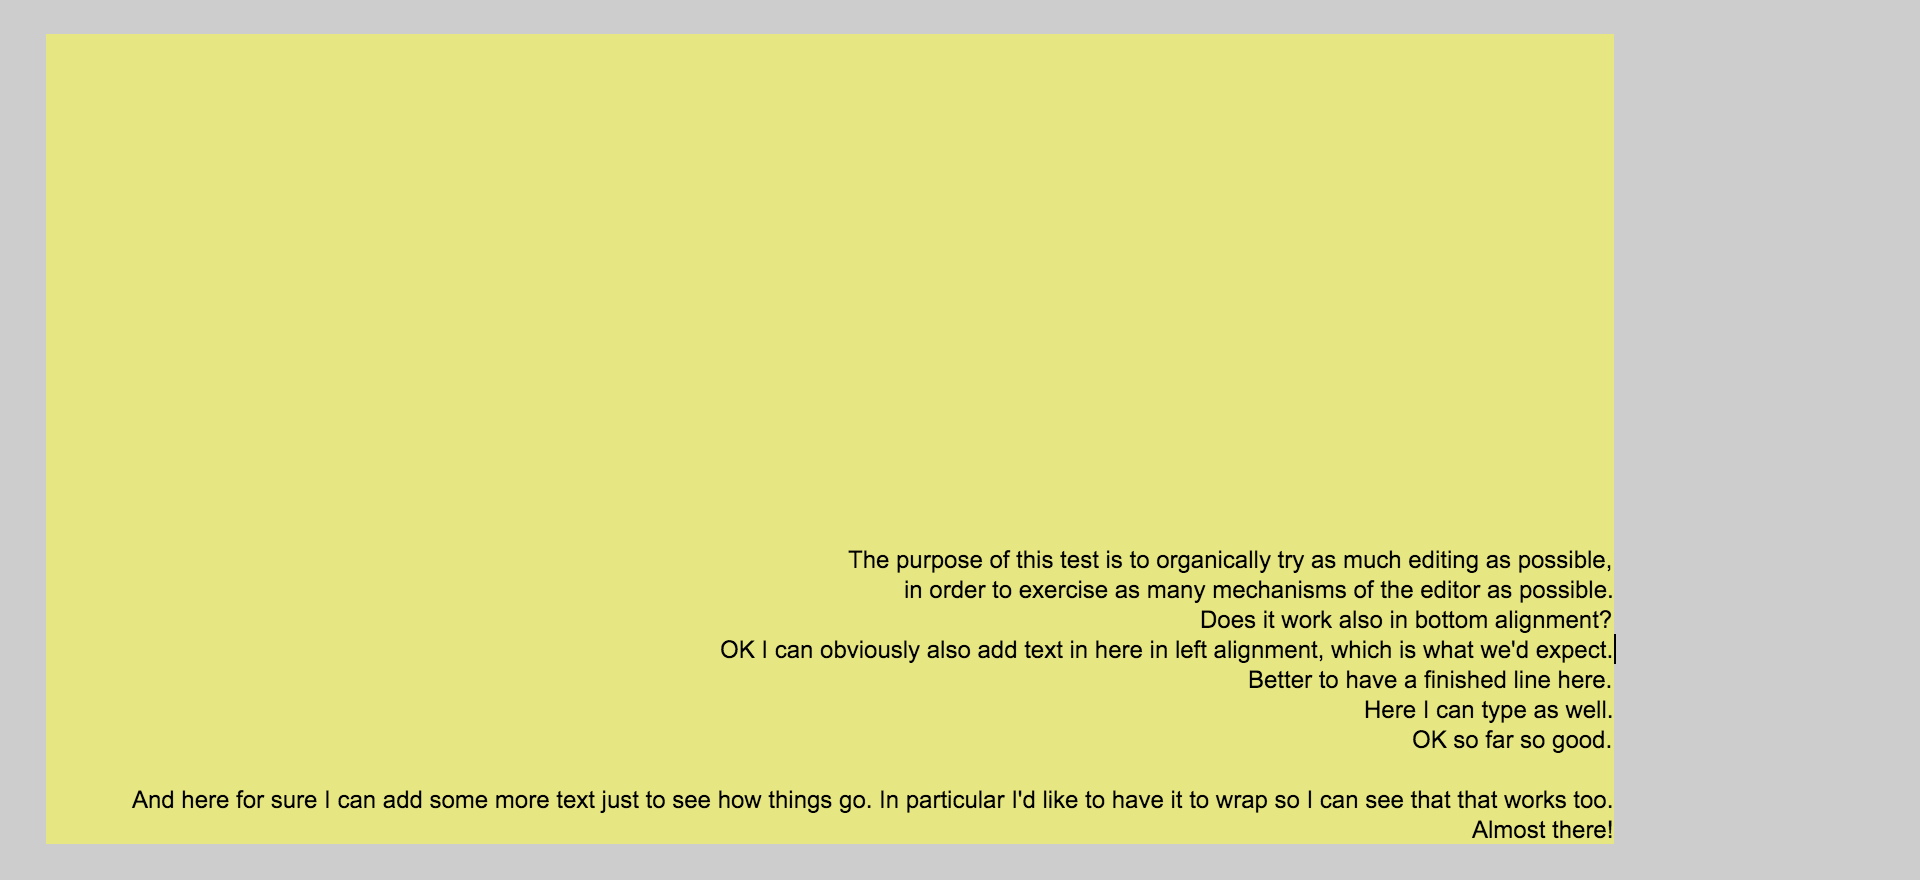 The purpose of this test is to organically try as much editing as possible,
in order to exercise as many mechanisms of the editor as possible.
Does it work also in bottom alignment?
OK I can obviously also add text in here in left alignment, which is what we'd expect.
Better to have a finished line here.
Here I can type as well.
OK so far so good.

And here for sure I can add some more text just to see how things go. In particular I'd like to have it to wrap so I can see that that works too.
Almost there!